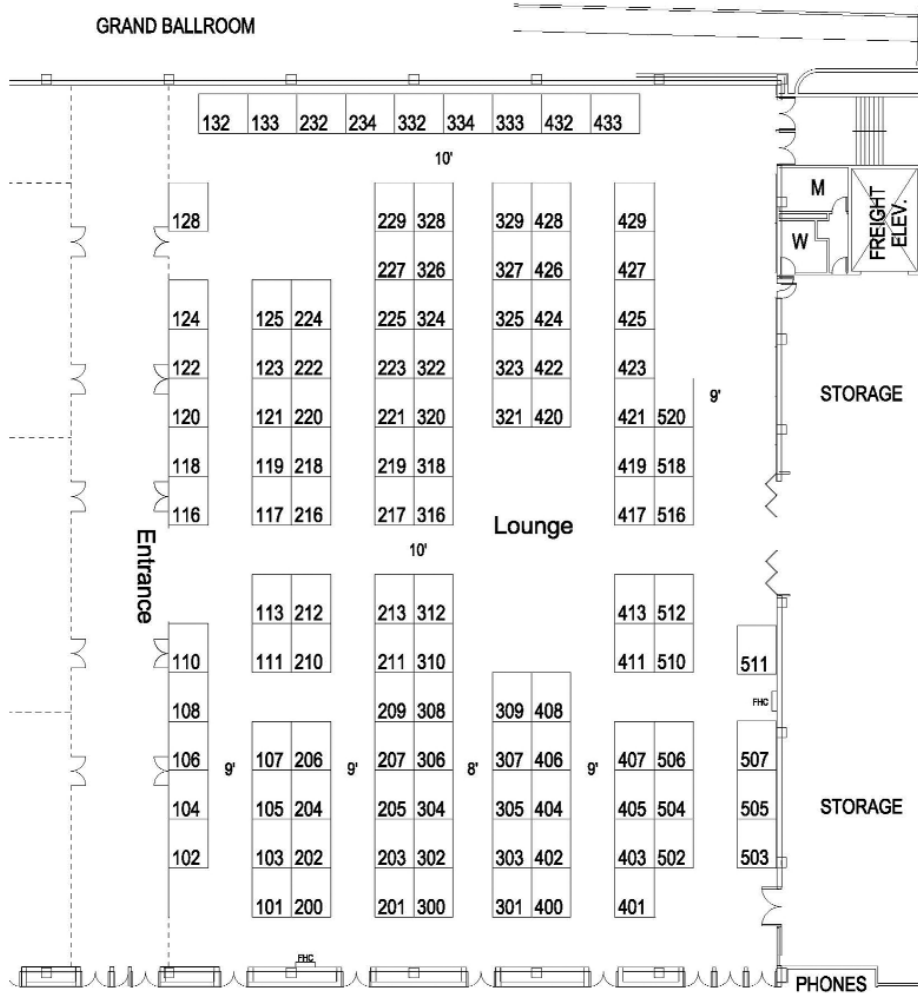 GRAND BALLROOM
132 133 232 234 332 334 333 432 433
10'
M
128 229 328 329 428 429
FREIGHT
ELEV.
W
227 326 327 426 427
124 125 224 225 324 325 424 425
122 123 222 223 322 323 422 423
STORAGE
9'
120 121 220 221 320 321 420 421 520
118 119 218 219 318 419 518
116 117 216 217 316 417 516
Lounge
10'
Entrance
113 212 213 312 413 512
110 111 210 211 310 411 510 511
FHC
108 209 308 309 408
106 107 206 207 306 307 406 407 506 507
9' 9' 8' 9'
104 105 204 205 304 305 404 405 504 505
STORAGE
102 103 202 203 302 303 402 403 502 503
101 200 201 300 301 400 401
FHC
PHONES